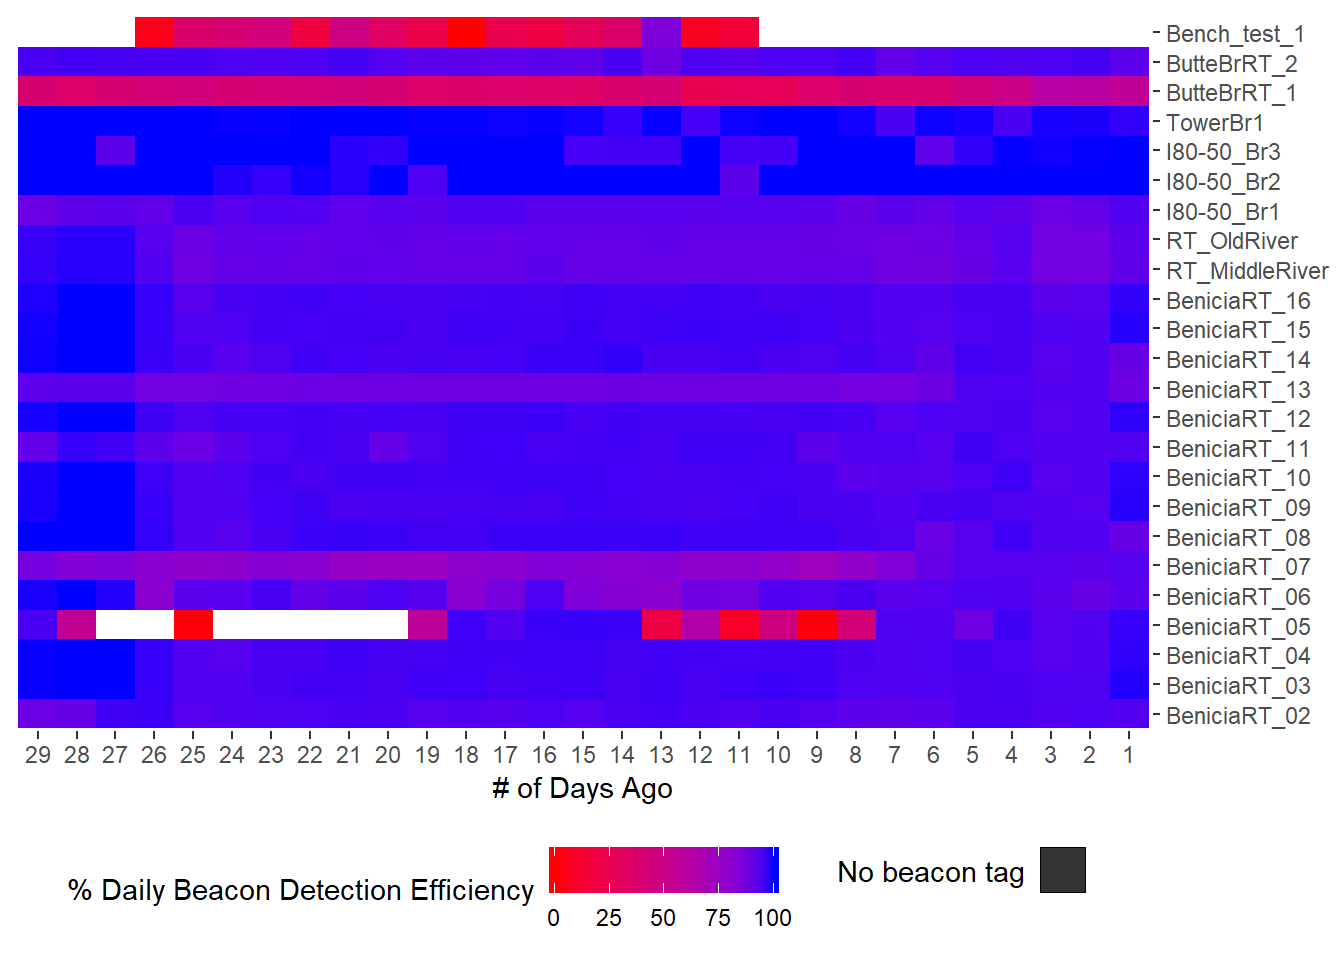 Bench_test_1
ButteBrRT_2
ButteBrRT_1
TowerBr1
I80-50_Br3
I80-50_Br2
I80-50_Br1
RT_OldRiver
RT_MiddleRiver
BeniciaRT_16
BeniciaRT_15
BeniciaRT_14
BeniciaRT_13
BeniciaRT_12
BeniciaRT_11
BeniciaRT_10
BeniciaRT_09
BeniciaRT_08
BeniciaRT_07
BeniciaRT_06
BeniciaRT_05
BeniciaRT_04
BeniciaRT_03
BeniciaRT_02
29 28 27 26 25 24 23 22 21 20 19 18 17 16 15 14 13 12 11 10 9 8 7 6 5 4 3 2 1
# of Days Ago
% Daily Beacon Detection Efficiency
0 25 50 75 100
No beacon tag